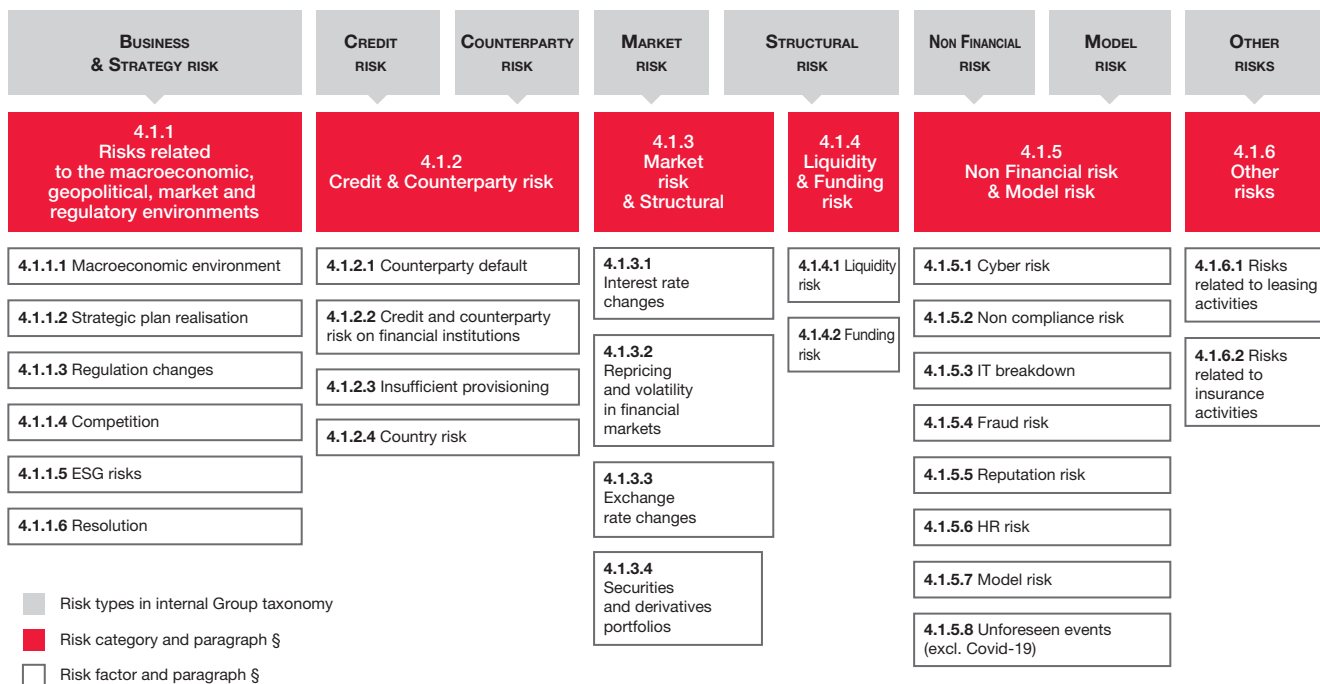 BUSINESS
& STRATEGY RISK
CREDIT
RISK
COUNTERPARTY
RISK
MARKET
RISK
STRUCTURAL
RISK
NON FINANCIAL
RISK
MODEL
RISK
OTHER
RISKS
4.1.1
Risks related
to the macroeconomic,
geopolitical, market and
regulatory environments
4.1.2
Credit & Counterparty risk
4.1.3
Market
risk
& Structural
4.1.4
Liquidity
& Funding
risk
4.1.5
Non Financial risk
& Model risk
4.1.6
Other
risks
4.1.1.1 Macroeconomic environment
4.1.1.2 Strategic plan realisation
4.1.1.3 Regulation changes
4.1.1.4 Competition
4.1.1.5 ESG risks
4.1.1.6 Resolution
4.1.2.1 Counterparty default
4.1.2.2 Credit and counterparty
risk on financial institutions
4.1.2.3 Insufficient provisioning
4.1.2.4 Country risk
4.1.3.1
Interest rate
changes
4.1.3.2
Repricing
and volatility
in financial
markets
4.1.3.3
Exchange
rate changes
4.1.3.4
Securities
and derivatives
portfolios
4.1.4.1 Liquidity
risk
4.1.4.2 Funding
risk
4.1.5.1 Cyber risk
4.1.5.2 Non compliance risk
4.1.5.3 IT breakdown
4.1.5.4 Fraud risk
4.1.5.5 Reputation risk
4.1.5.6 HR risk
4.1.5.7 Model risk
4.1.5.8 Unforeseen events
(excl. Covid-19)
4.1.6.1 Risks
related to leasing
activities
4.1.6.2 Risks
related to
insurance
activities
Risk types in internal Group taxonomy
Risk category and paragraph §
Risk factor and paragraph §